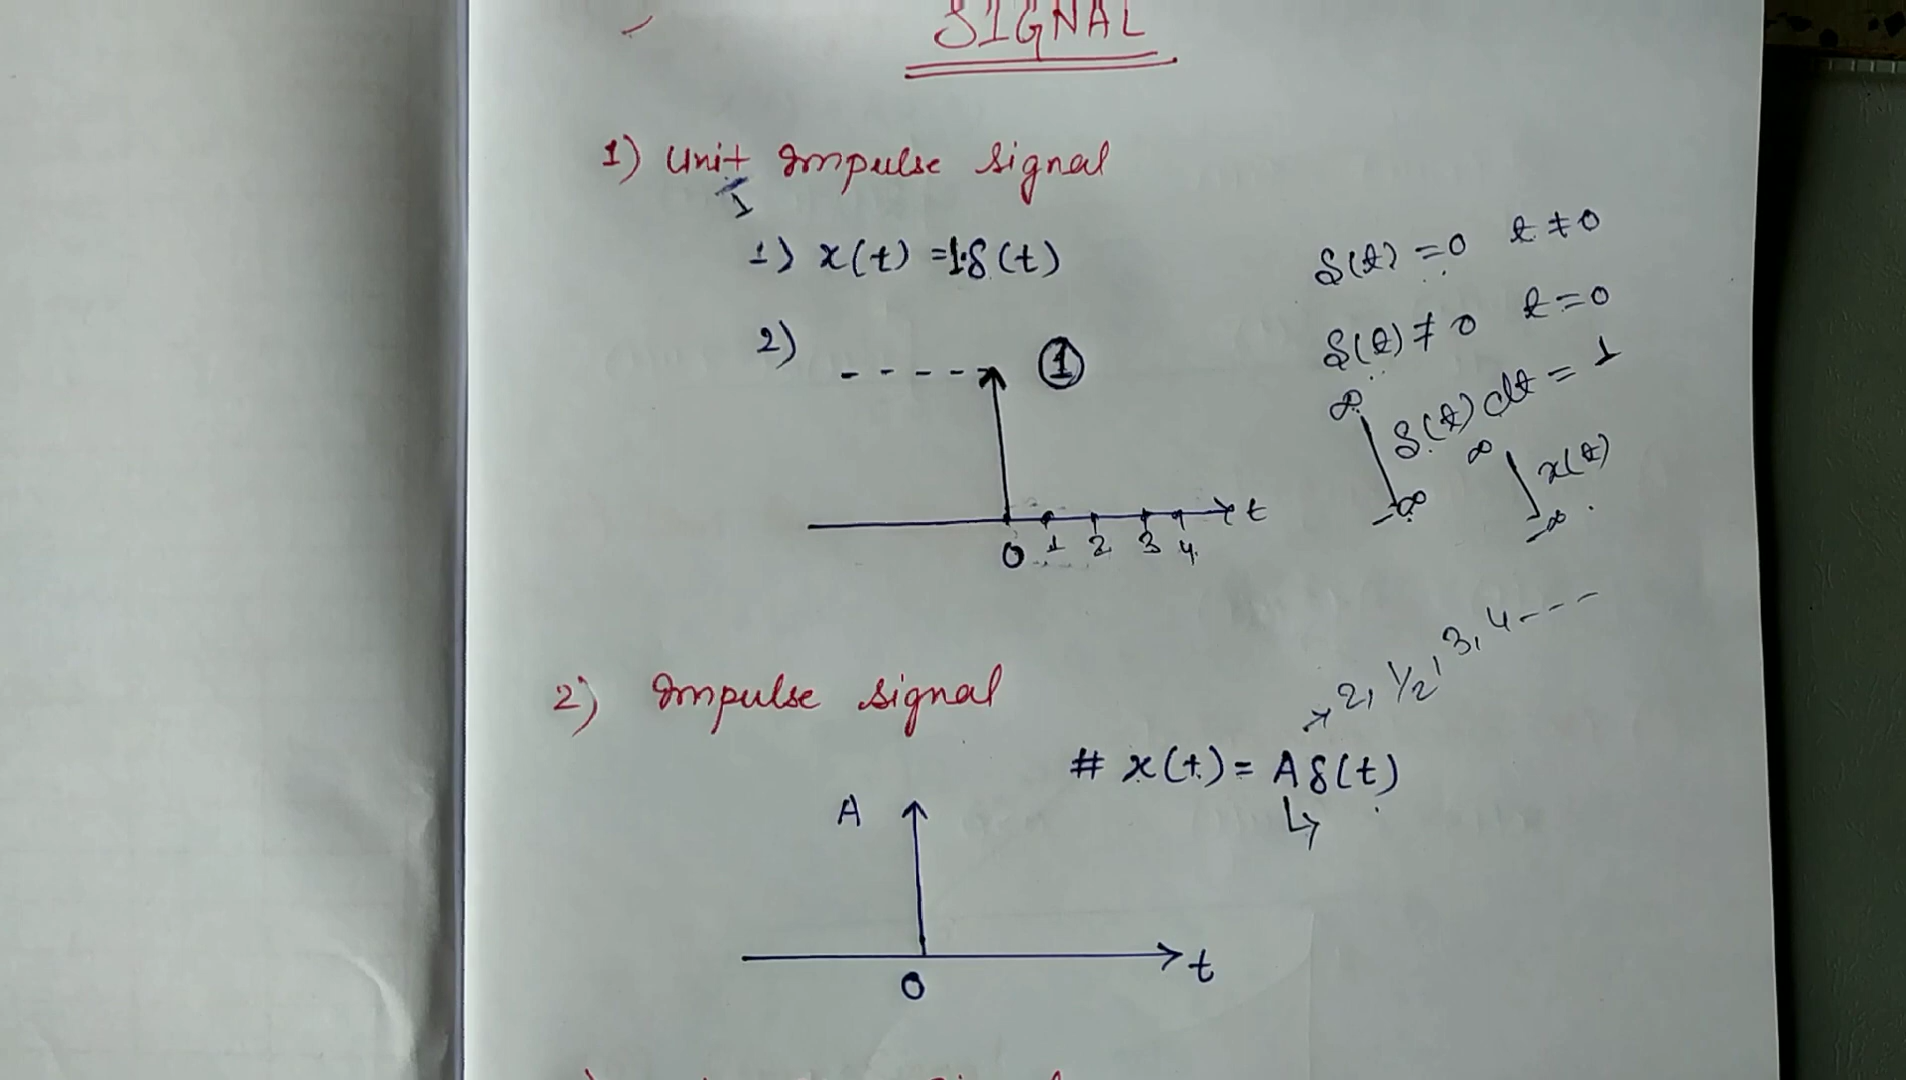 SIGNAL
1) Unit Impulse signal
1
1) x(t) = 1·δ(t)
δ(t) = 0 t ≠ 0
2)
1
δ(t) ≠ 0 t = 0
∞ ∫ δ(t) dt = 1
-∞
∞ ∫ x(t)
-∞
t
0 1 2 3 4
2) Impulse signal
→ 2, 1/2, 3, 4 - - -
# x(t) = A δ(t)
↳
A
t
0